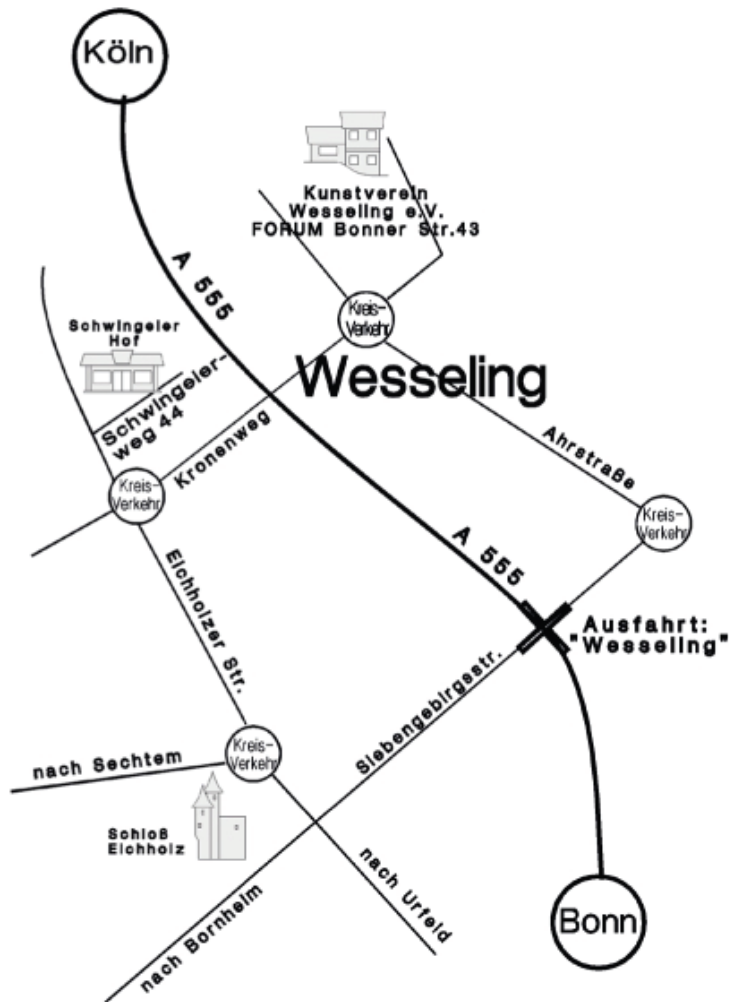 Köln
Kunstverein
Wesseling e.V.
FORUM Bonner Str.43
A 555
Kreis-
Verkehr
Schwingeler
Hof
Wesseling
Schwingeler-
weg 44
Kronenweg
Ahrstraße
Kreis-
Verkehr
Kreis-
Verkehr
A 555
Eichholzer Str.
Ausfahrt:
"Wesseling"
Siebengebirgsstr.
Kreis-
Verkehr
nach Sechtem
Schloß
Eichholz
nach Urfeld
nach Bornheim
Bonn